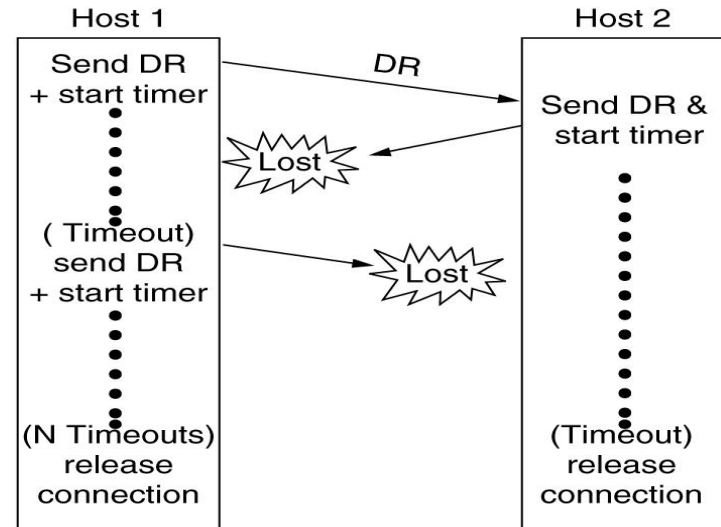 Host 1
Host 2
Send DR
+ start timer
DR
Send DR &
start timer
Lost
( Timeout)
send DR
+ start timer
Lost
(N Timeouts)
release
connection
(Timeout)
release
connection